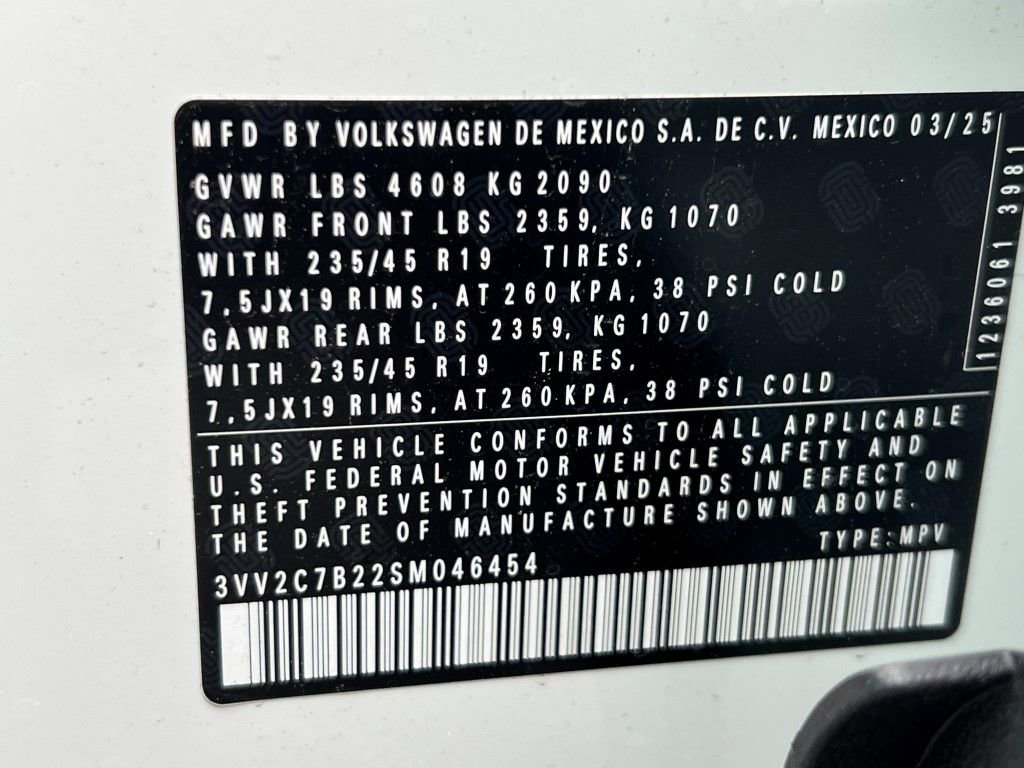 MFD BY VOLKSWAGEN DE MEXICO S.A. DE C.V. MEXICO 03/25
GVWR LBS 4608 KG 2090
GAWR FRONT LBS 2359, KG 1070
WITH 235/45 R19 TIRES,
7,5JX19 RIMS, AT 260 KPA, 38 PSI COLD
GAWR REAR LBS 2359, KG 1070
WITH 235/45 R19 TIRES,
7,5JX19 RIMS, AT 260 KPA, 38 PSI COLD
THIS VEHICLE CONFORMS TO ALL APPLICABLE
U.S. FEDERAL MOTOR VEHICLE SAFETY AND
THEFT PREVENTION STANDARDS IN EFFECT ON
THE DATE OF MANUFACTURE SHOWN ABOVE.
TYPE:MPV
3VV2C7B22SM046454
1236061 3981